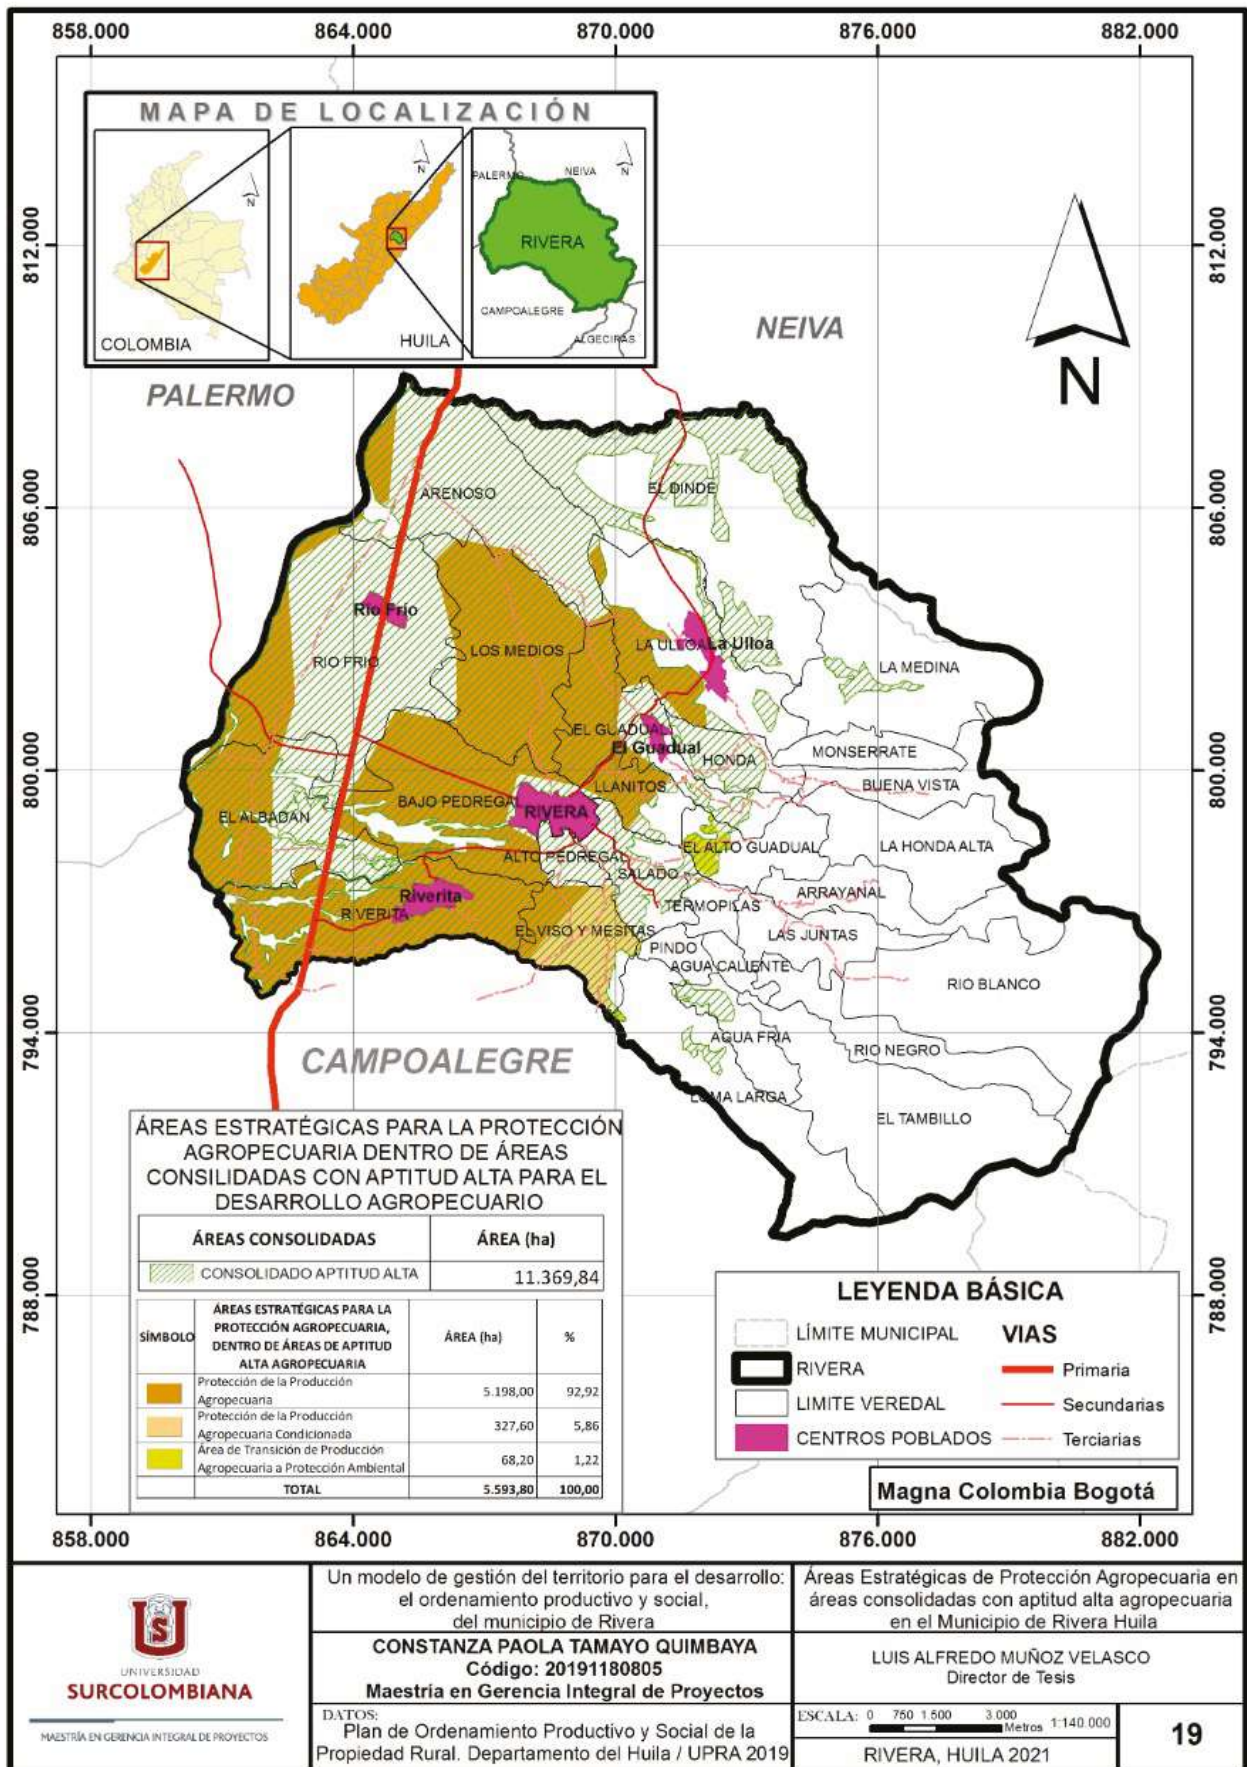 858.000 864.000 870.000 876.000 882.000
MAPA DE LOCALIZACIÓN
COLOMBIA
N
HUILA
N
PALERMO
NEIVA
N
RIVERA
CAMPOALEGRE
ALGECIRAS
812.000
812.000
NEIVA
N
PALERMO
806.000
806.000
ARENOSO
EL DINDE
Rio Frio
RIO FRIO
LOS MEDIOS
LA ULLOA
La Ulloa
LA MEDINA
EL GUADUAL
El Guadual
HONDA
MONSERRATE
800.000
800.000
BUENA VISTA
LLANITOS
BAJO PEDREGAL
RIVERA
EL ALBADAN
ALTO PEDREGAL
EL ALTO GUADUAL
LA HONDA ALTA
SALADO
Riverita
RIVERITA
ARRAYANAL
TERMOPILAS
EL VISO Y MESITAS
LAS JUNTAS
PINDO
AGUA CALIENTE
RIO BLANCO
794.000
794.000
AGUA FRIA
RIO NEGRO
CAMPOALEGRE
LOMA LARGA
EL TAMBILLO
ÁREAS ESTRATÉGICAS PARA LA PROTECCIÓN
AGROPECUARIA DENTRO DE ÁREAS
CONSILIDADAS CON APTITUD ALTA PARA EL
DESARROLLO AGROPECUARIO
ÁREAS CONSOLIDADAS ÁREA (ha)
CONSOLIDADO APTITUD ALTA 11.369,84
788.000
788.000
SÍMBOLO
ÁREAS ESTRATÉGICAS PARA LA
PROTECCIÓN AGROPECUARIA,
DENTRO DE ÁREAS DE APTITUD
ALTA AGROPECUARIA
ÁREA (ha) %
Protección de la Producción
Agropecuaria
5.198,00 92,92
Protección de la Producción
Agropecuaria Condicionada
327,60 5,86
Área de Transición de Producción
Agropecuaria a Protección Ambiental
68,20 1,22
TOTAL 5.593,80 100,00
LEYENDA BÁSICA
LÍMITE MUNICIPAL
RIVERA
LIMITE VEREDAL
CENTROS POBLADOS
VIAS
Primaria
Secundarias
Terciarias
Magna Colombia Bogotá
858.000 864.000 870.000 876.000 882.000
UNIVERSIDAD
SURCOLOMBIANA
MAESTRÍA EN GERENCIA INTEGRAL DE PROYECTOS
Un modelo de gestión del territorio para el desarrollo:
el ordenamiento productivo y social,
del municipio de Rivera
CONSTANZA PAOLA TAMAYO QUIMBAYA
Código: 20191180805
Maestría en Gerencia Integral de Proyectos
DATOS:
Plan de Ordenamiento Productivo y Social de la
Propiedad Rural. Departamento del Huila / UPRA 2019
Áreas Estratégicas de Protección Agropecuaria en
áreas consolidadas con aptitud alta agropecuaria
en el Municipio de Rivera Huila
LUIS ALFREDO MUÑOZ VELASCO
Director de Tesis
ESCALA: 0 750 1.500 3.000
Metros 1:140.000
RIVERA, HUILA 2021
19